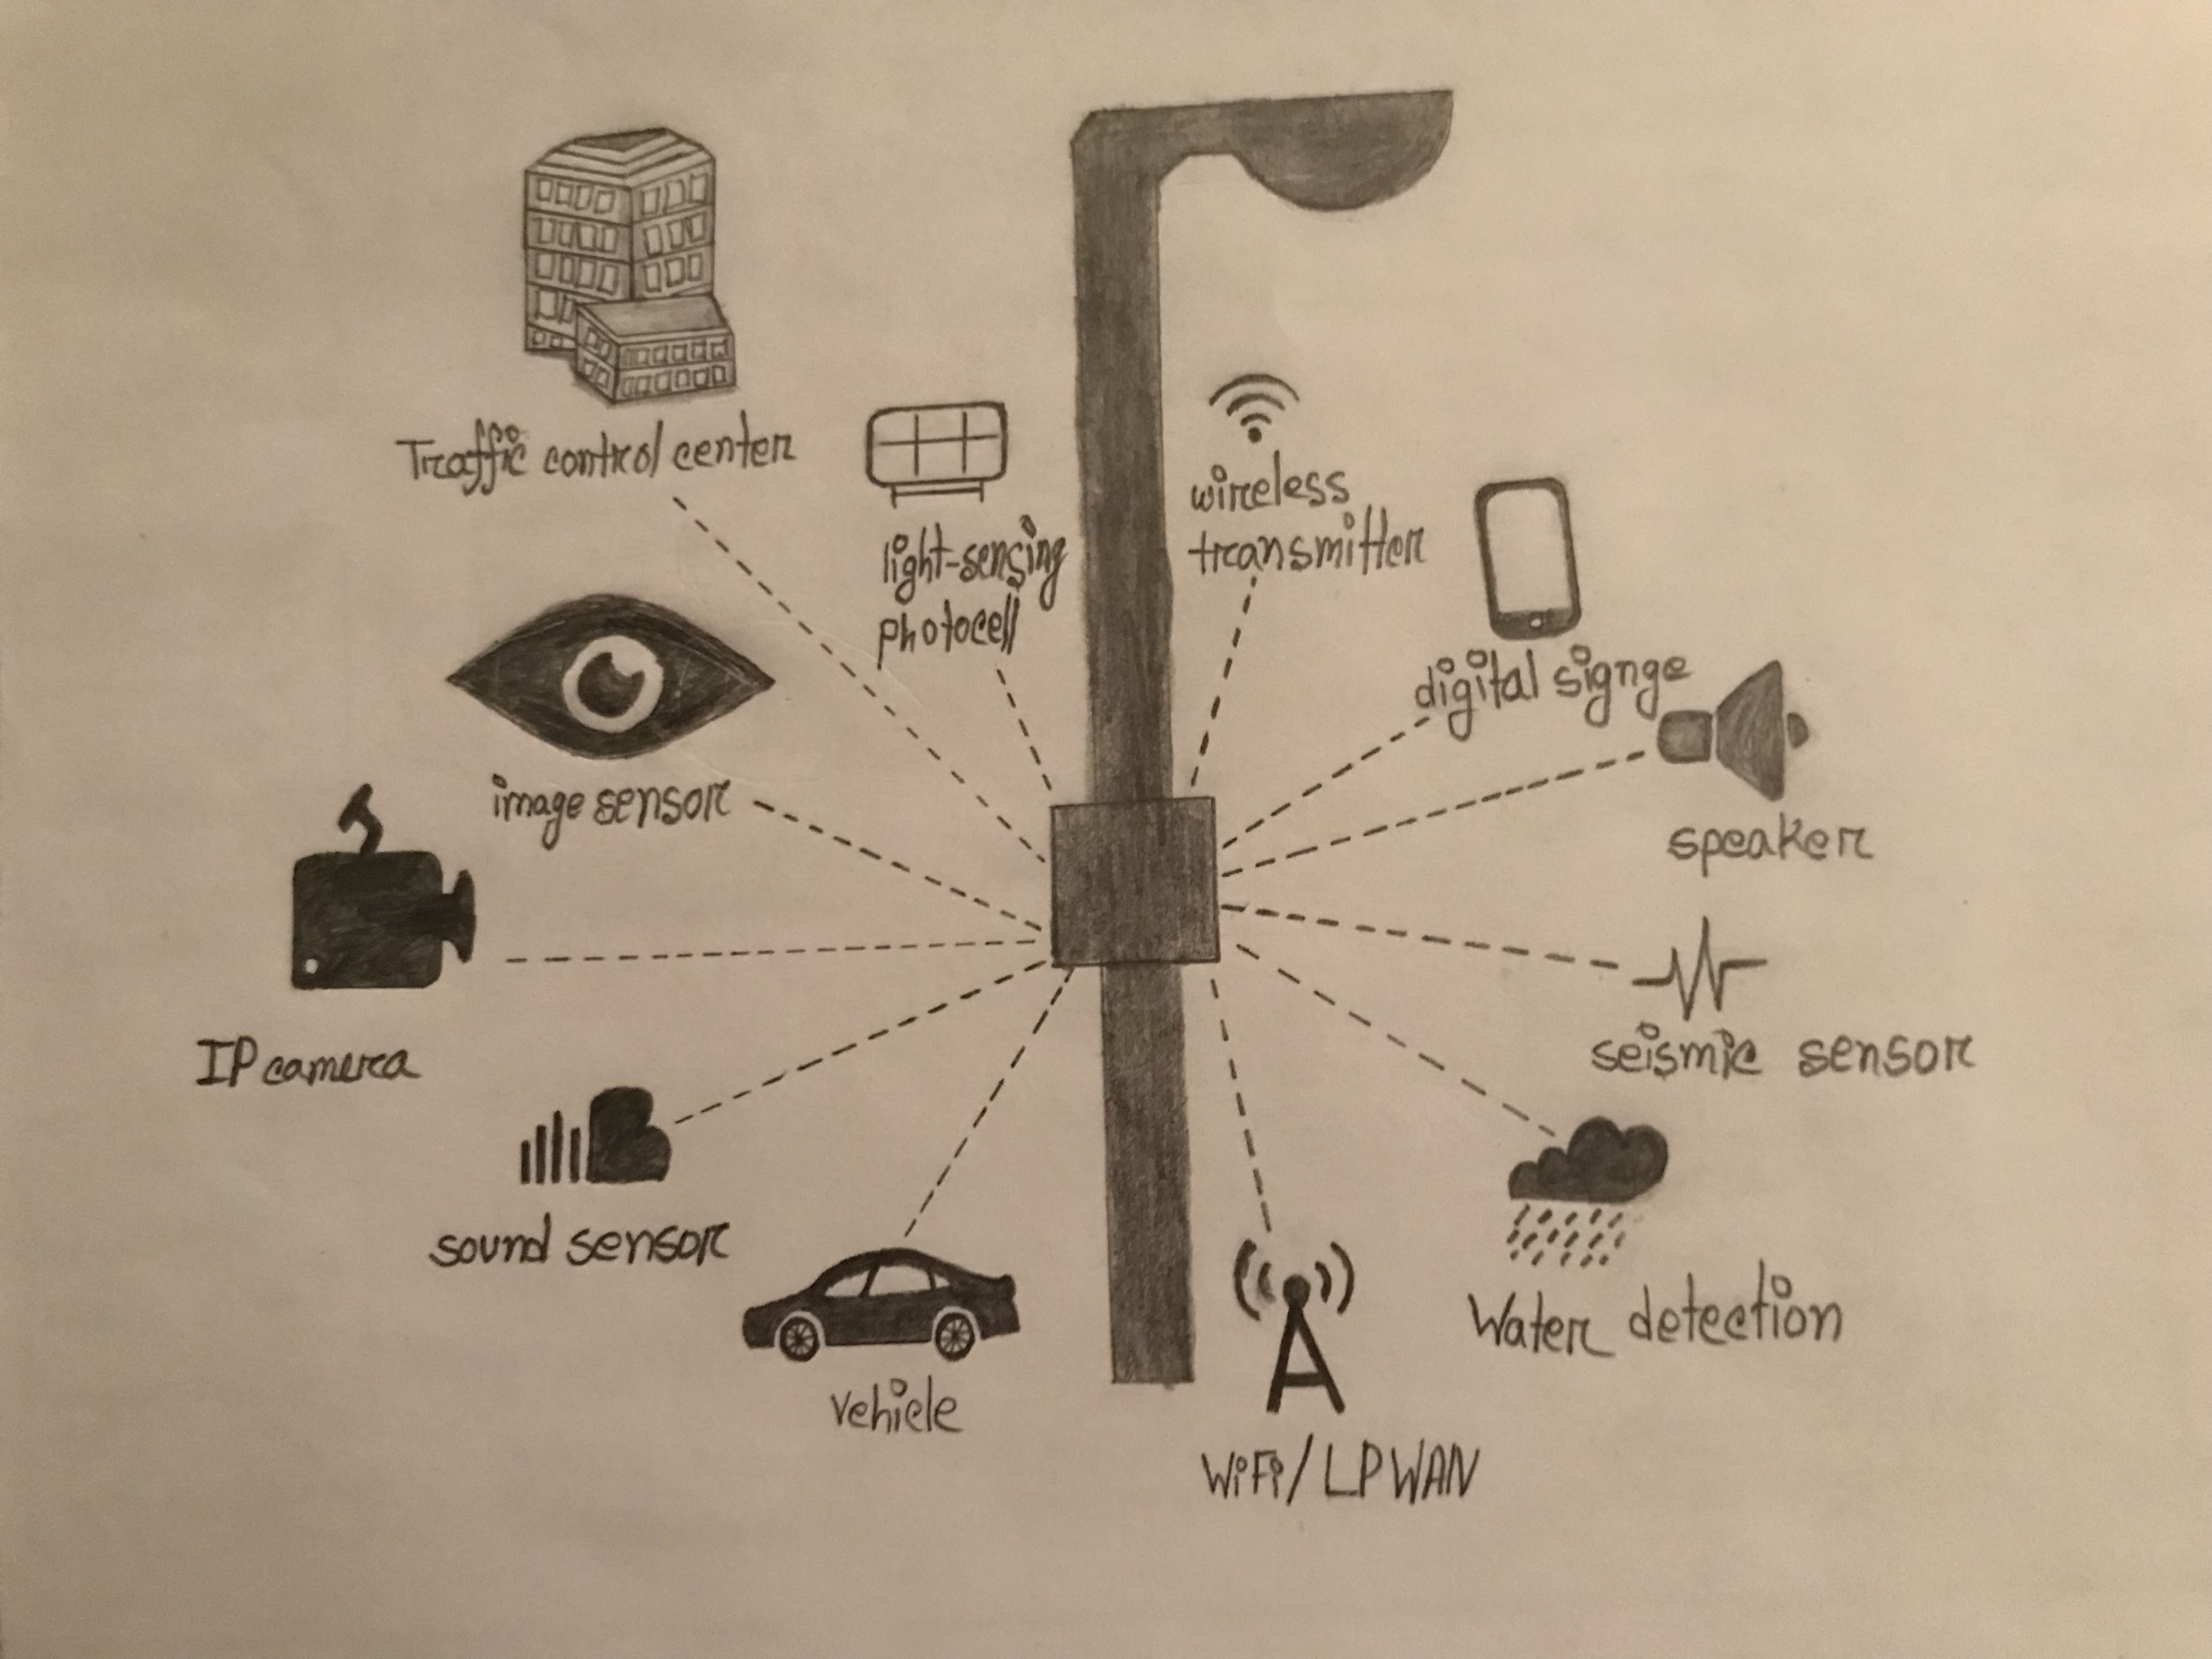 Traffic control center
light-sensing
photocell
wireless
transmitter
digital signge
image sensor
speaker
IP camera
seismic sensor
sound sensor
Water detection
vehicle
WiFi/LPWAN